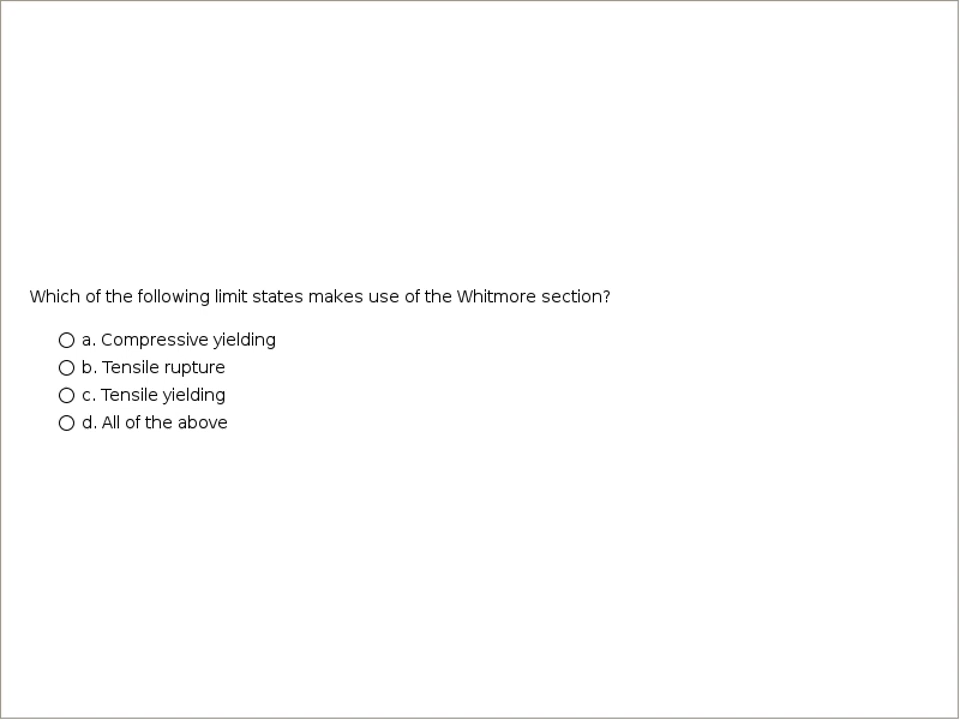 Which of the following limit states makes use of the Whitmore section?
a. Compressive yielding
b. Tensile rupture
c. Tensile yielding
d. All of the above